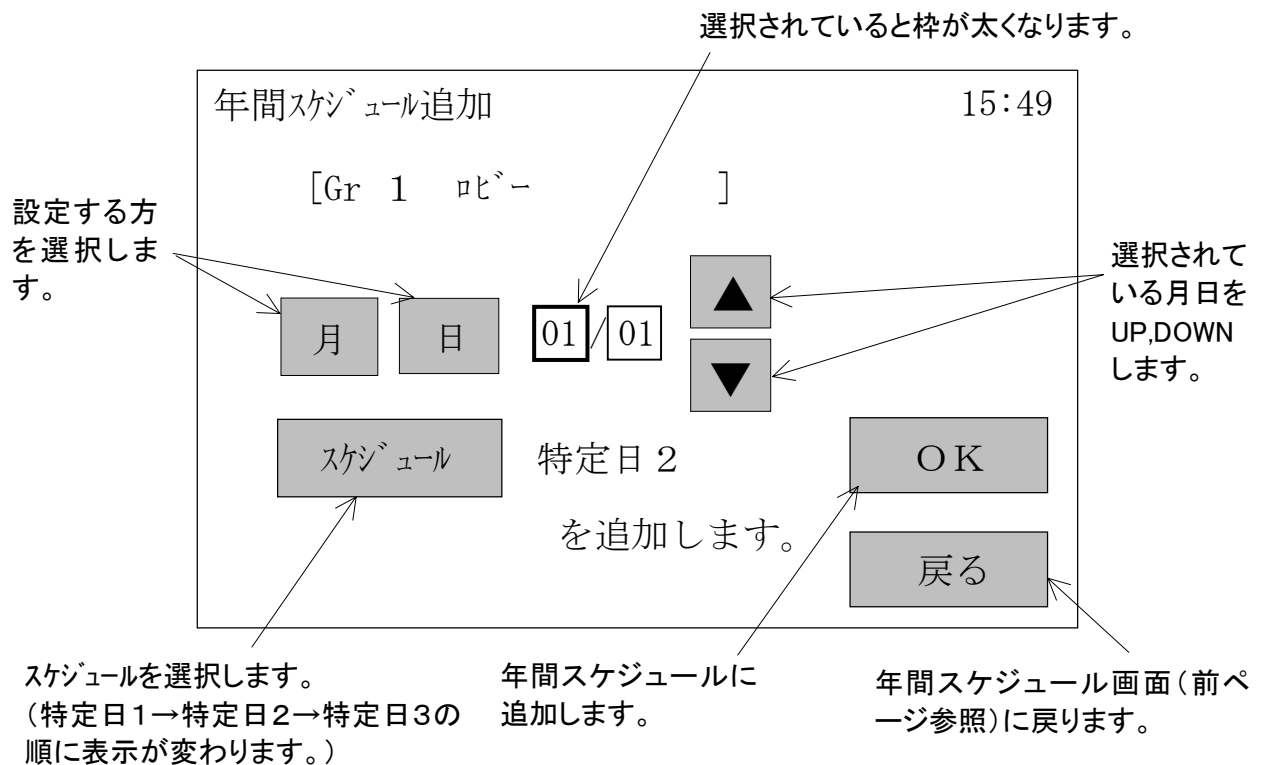 選択されていると枠が太くなります。
年間ｽｹｼﾞｭｰﾙ追加 15:49
[Gr 1 ﾛﾋﾞｰ ]
設定する方
を選択しま
す。
月 日 01/01 ▲
▼
選択されて
いる月日を
UP,DOWN
します。
ｽｹｼﾞｭｰﾙ 特定日２ ＯＫ
を追加します。
戻る
ｽｹｼﾞｭｰﾙを選択します。
（特定日１→特定日２→特定日３の
順に表示が変わります。）
年間スケジュールに
追加します。
年間スケジュール画面（前ペ
ージ参照）に戻ります。